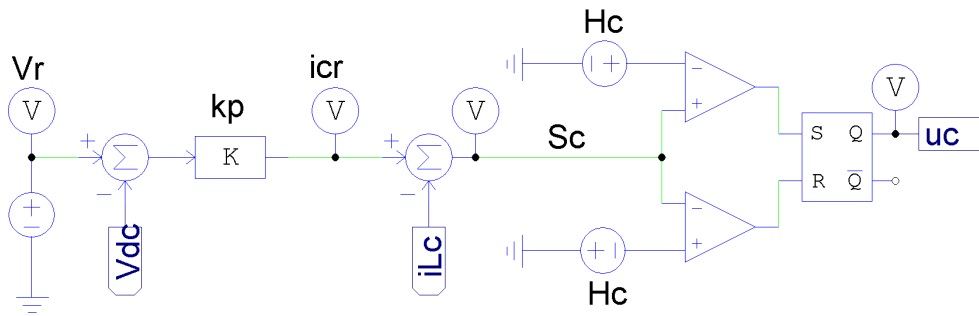 Hc
Vr
icr
V
V
V
V
kp
Sc
K
Σ
Σ
S Q
R Q̅
uc
Vdc
iLc
Hc